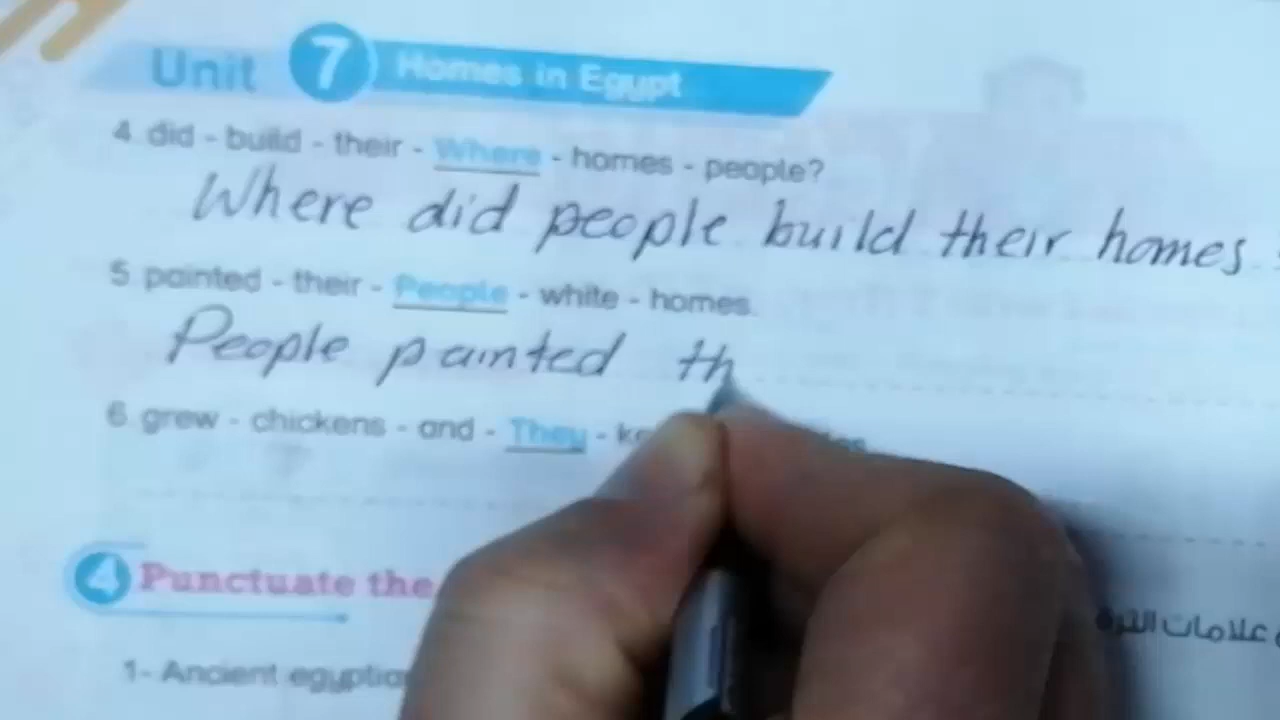 Unit 7 Homes in Egypt
4 did - build - their - Where - homes - people?
Where did people build their homes
5 painted - their - People - white - homes.
People painted th
6 grew - chickens - and - They -
4 Punctuate the
علامات
1- Ancient